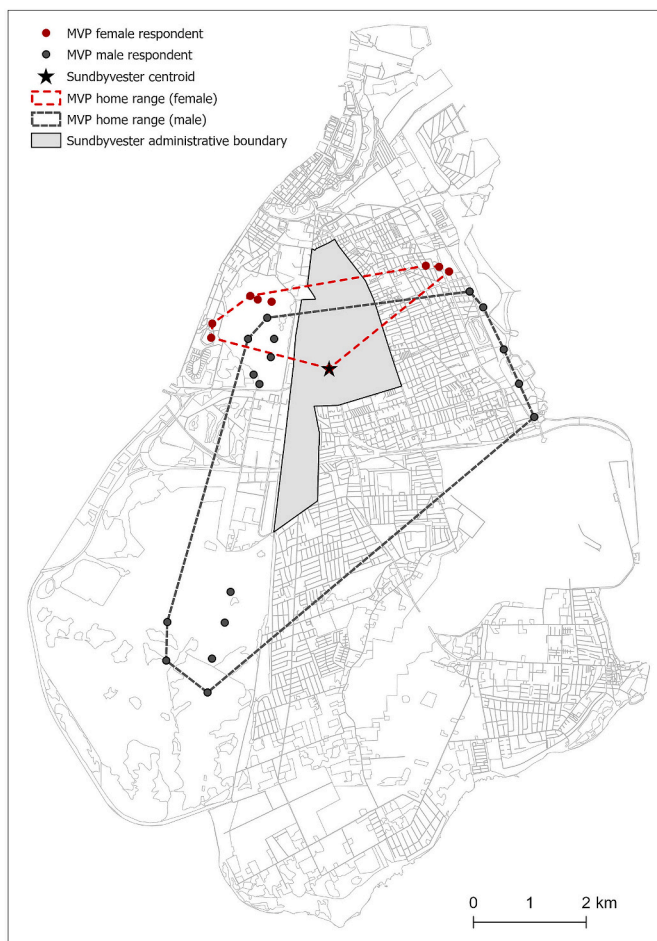 MVP female respondent
MVP male respondent
Sundbyvester centroid
MVP home range (female)
MVP home range (male)
Sundbyvester administrative boundary
0 1 2 km